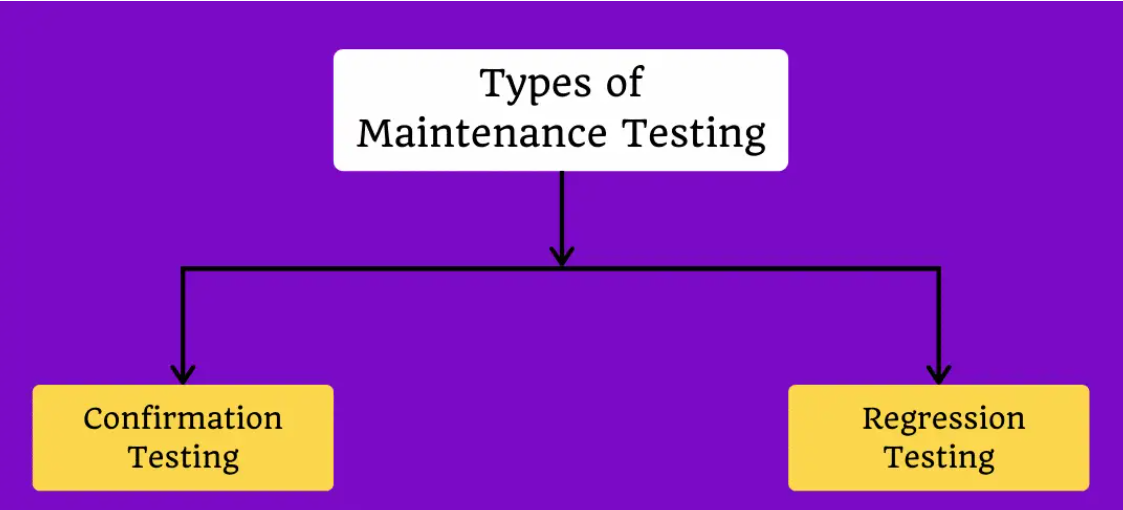 Types of
Maintenance Testing
Confirmation
Testing
Regression
Testing